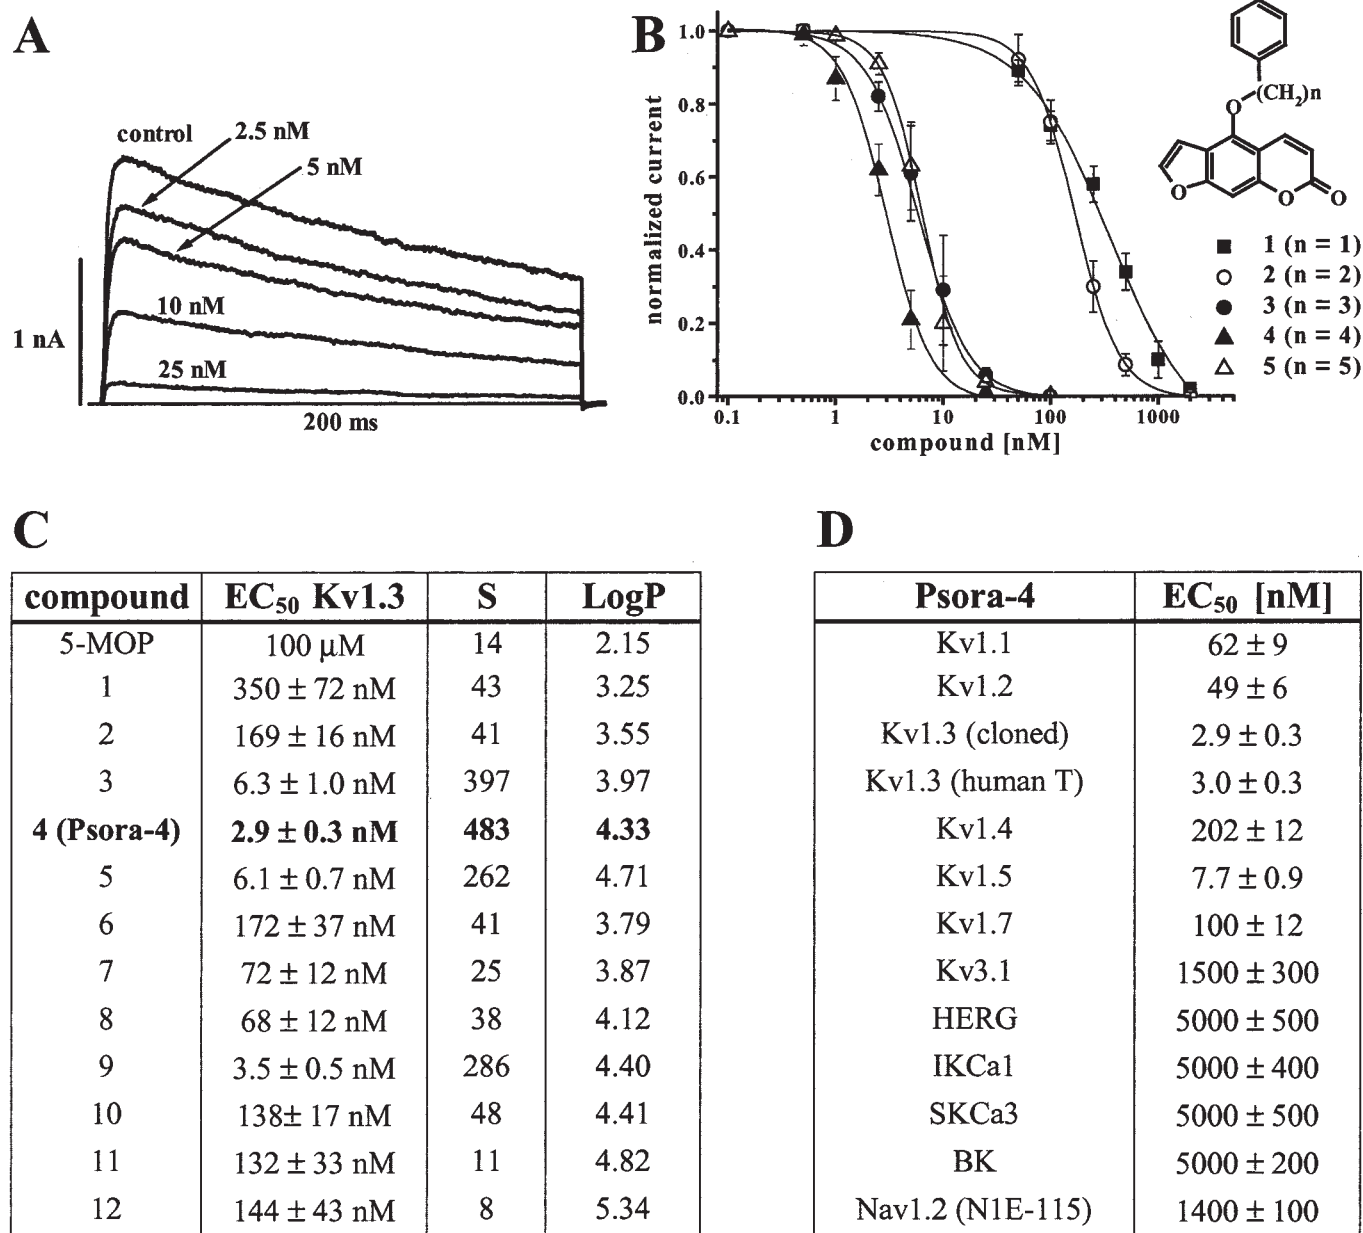 A
control
2.5 nM
5 nM
10 nM
25 nM
1 nA
200 ms
B
normalized current
1.0
0.8
0.6
0.4
0.2
0.0
0.1
1
10
100
1000
compound [nM]
O (CH₂)n
O
O
O
1 (n = 1)
2 (n = 2)
3 (n = 3)
4 (n = 4)
5 (n = 5)
C
compound EC₅₀ Kv1.3 S LogP
5-MOP 100 µM 14 2.15
1 350 ± 72 nM 43 3.25
2 169 ± 16 nM 41 3.55
3 6.3 ± 1.0 nM 397 3.97
4 (Psora-4) 2.9 ± 0.3 nM 483 4.33
5 6.1 ± 0.7 nM 262 4.71
6 172 ± 37 nM 41 3.79
7 72 ± 12 nM 25 3.87
8 68 ± 12 nM 38 4.12
9 3.5 ± 0.5 nM 286 4.40
10 138± 17 nM 48 4.41
11 132 ± 33 nM 11 4.82
12 144 ± 43 nM 8 5.34
D
Psora-4 EC₅₀ [nM]
Kv1.1 62 ± 9
Kv1.2 49 ± 6
Kv1.3 (cloned) 2.9 ± 0.3
Kv1.3 (human T) 3.0 ± 0.3
Kv1.4 202 ± 12
Kv1.5 7.7 ± 0.9
Kv1.7 100 ± 12
Kv3.1 1500 ± 300
HERG 5000 ± 500
IKCa1 5000 ± 400
SKCa3 5000 ± 500
BK 5000 ± 200
Nav1.2 (N1E-115) 1400 ± 100